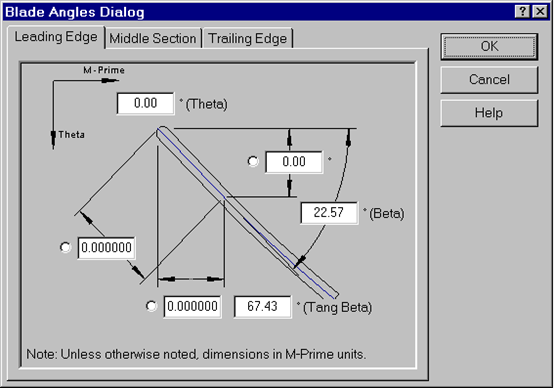 Blade Angles Dialog
Leading Edge Middle Section Trailing Edge
OK
Cancel
Help
M-Prime
Theta
0.00 ° (Theta)
0.00 °
22.57 ° (Beta)
0.000000
0.000000 67.43 ° (Tang Beta)
Note: Unless otherwise noted, dimensions in M-Prime units.